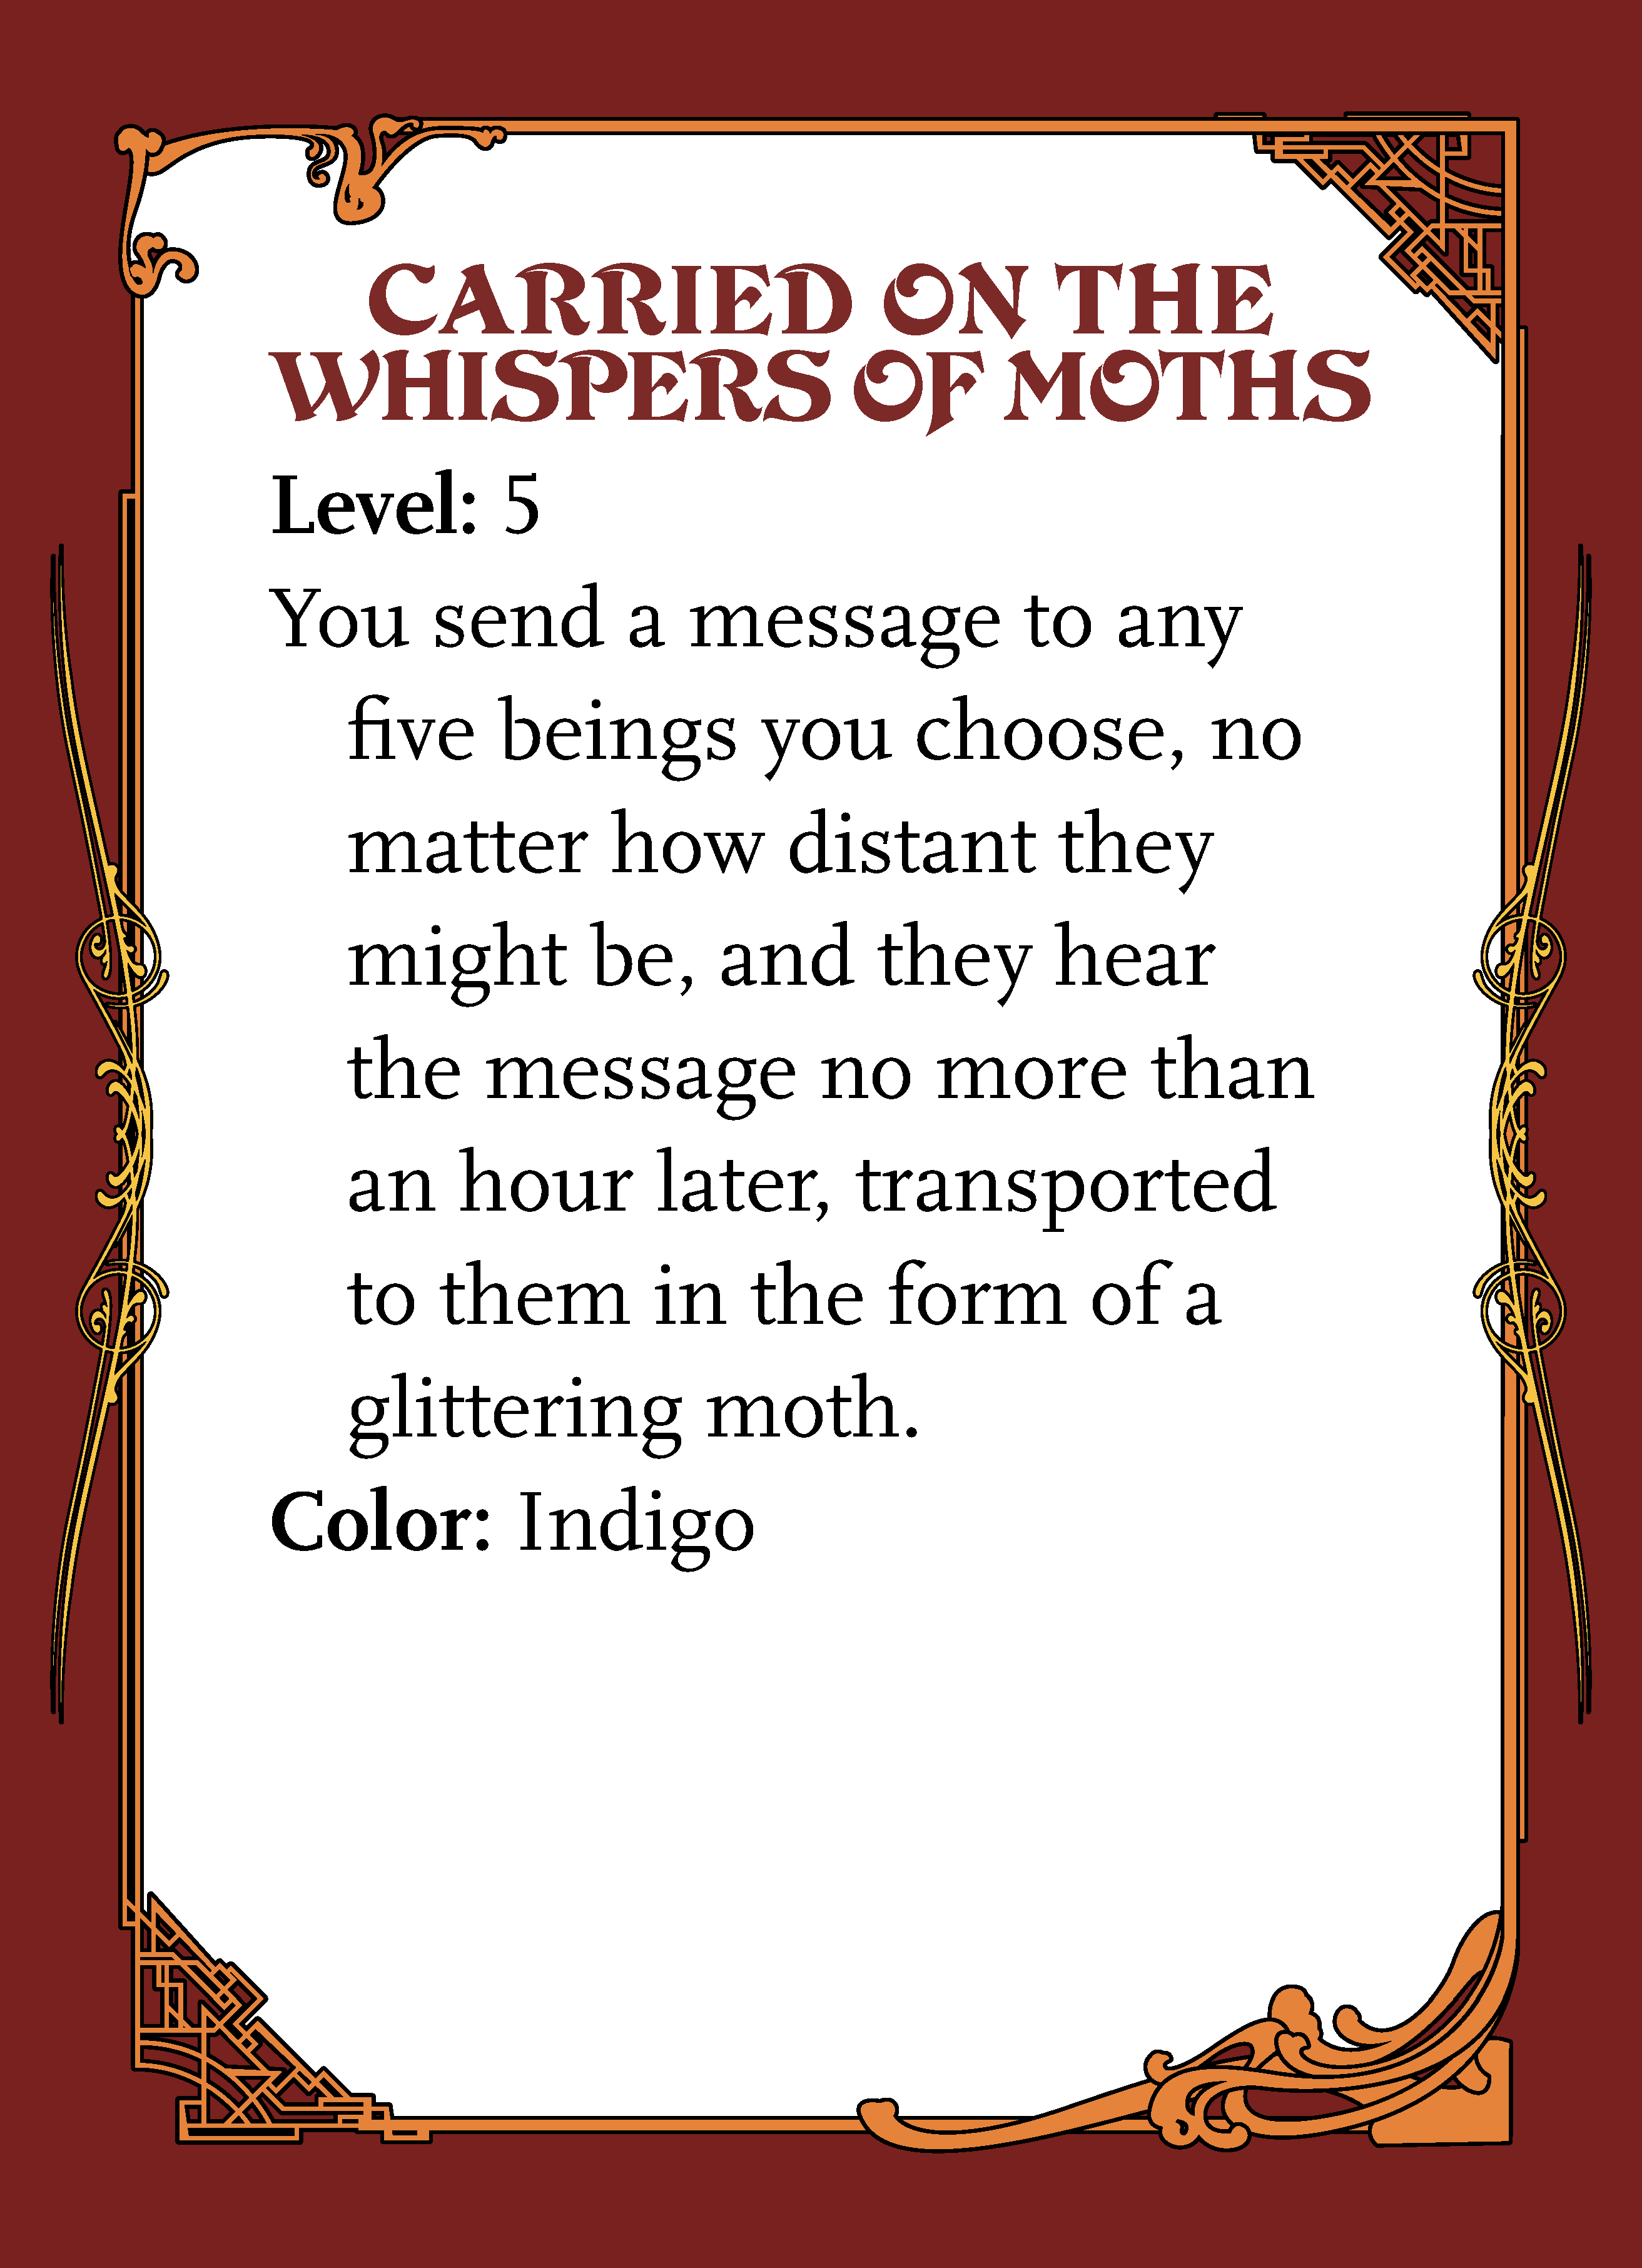 CARRIED ON THE
WHISPERS OF MOTHS
Level: 5
You send a message to any
five beings you choose, no
matter how distant they
might be, and they hear
the message no more than
an hour later, transported
to them in the form of a
glittering moth.
Color: Indigo